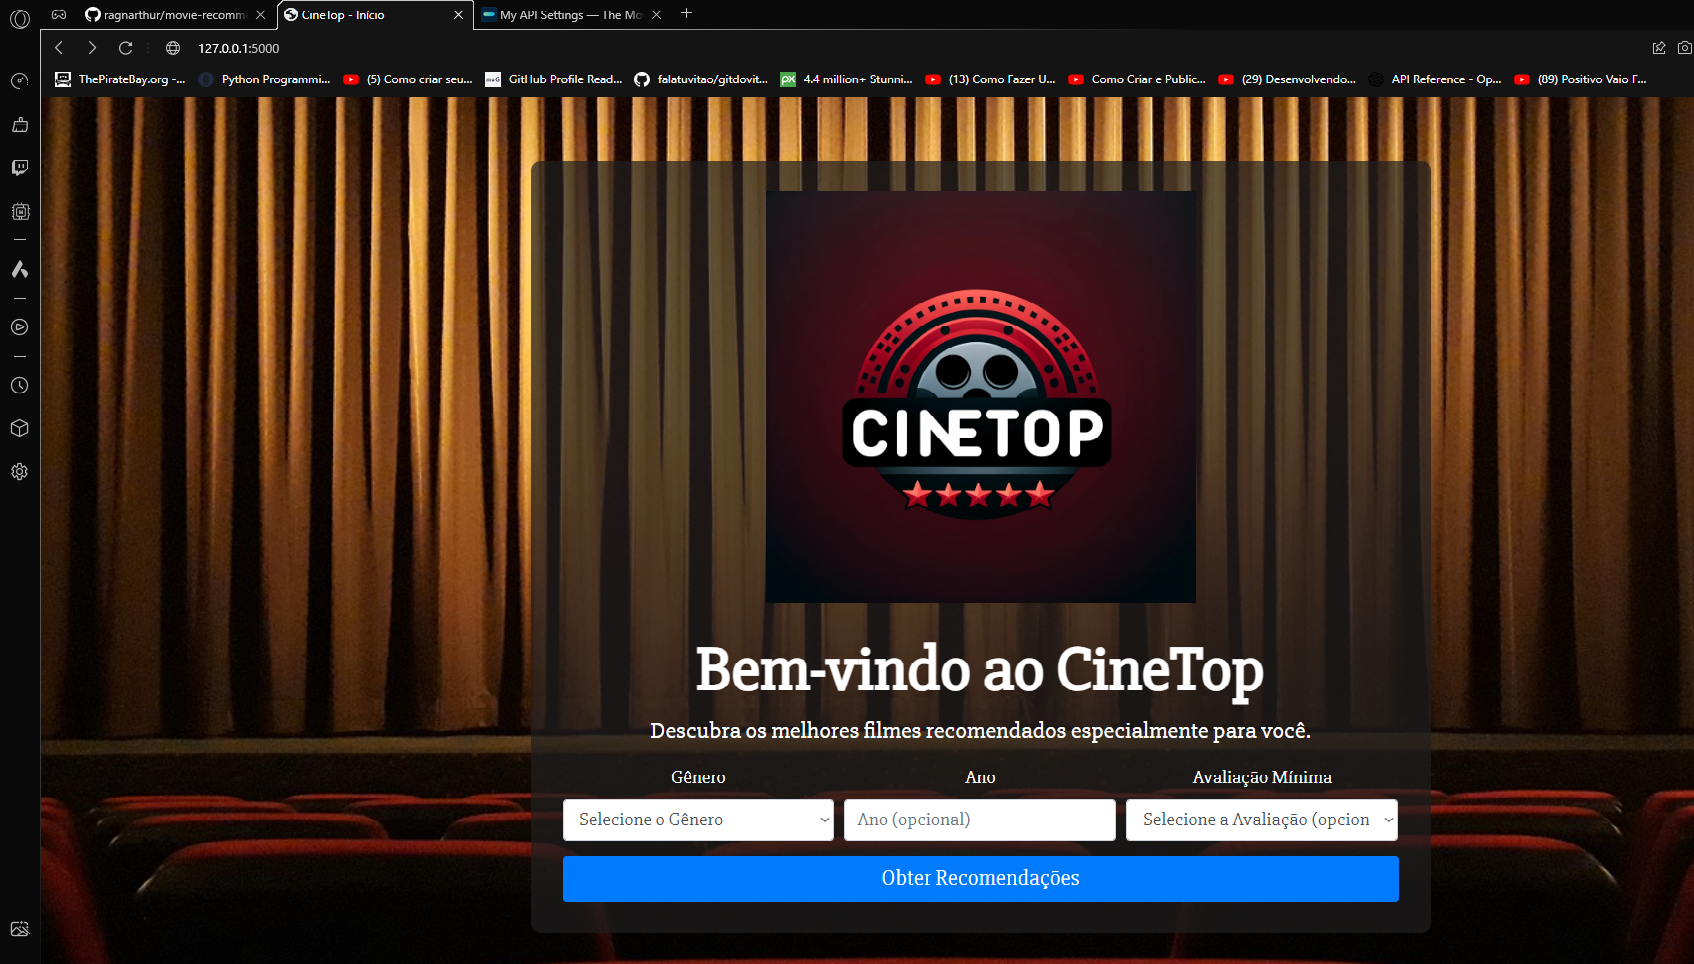 ragnarthur/movie-recomme
CineTop - Início
My API Settings — The Mo
127.0.0.1:5000
ThePirateBay.org -...
Python Programmi...
(5) Como criar seu...
GitHub Profile Read...
falatuvitao/gitdovit...
4.4 million+ Stunni...
(13) Como Fazer U...
Como Criar e Public...
(29) Desenvolvendo...
API Reference - Op...
(89) Positivo Vaio F...
CINETOP
Bem-vindo ao CineTop
Descubra os melhores filmes recomendados especialmente para você.
Gênero
Ano
Avaliação Mínima
Selecione o Gênero
Ano (opcional)
Selecione a Avaliação (opcion
Obter Recomendações